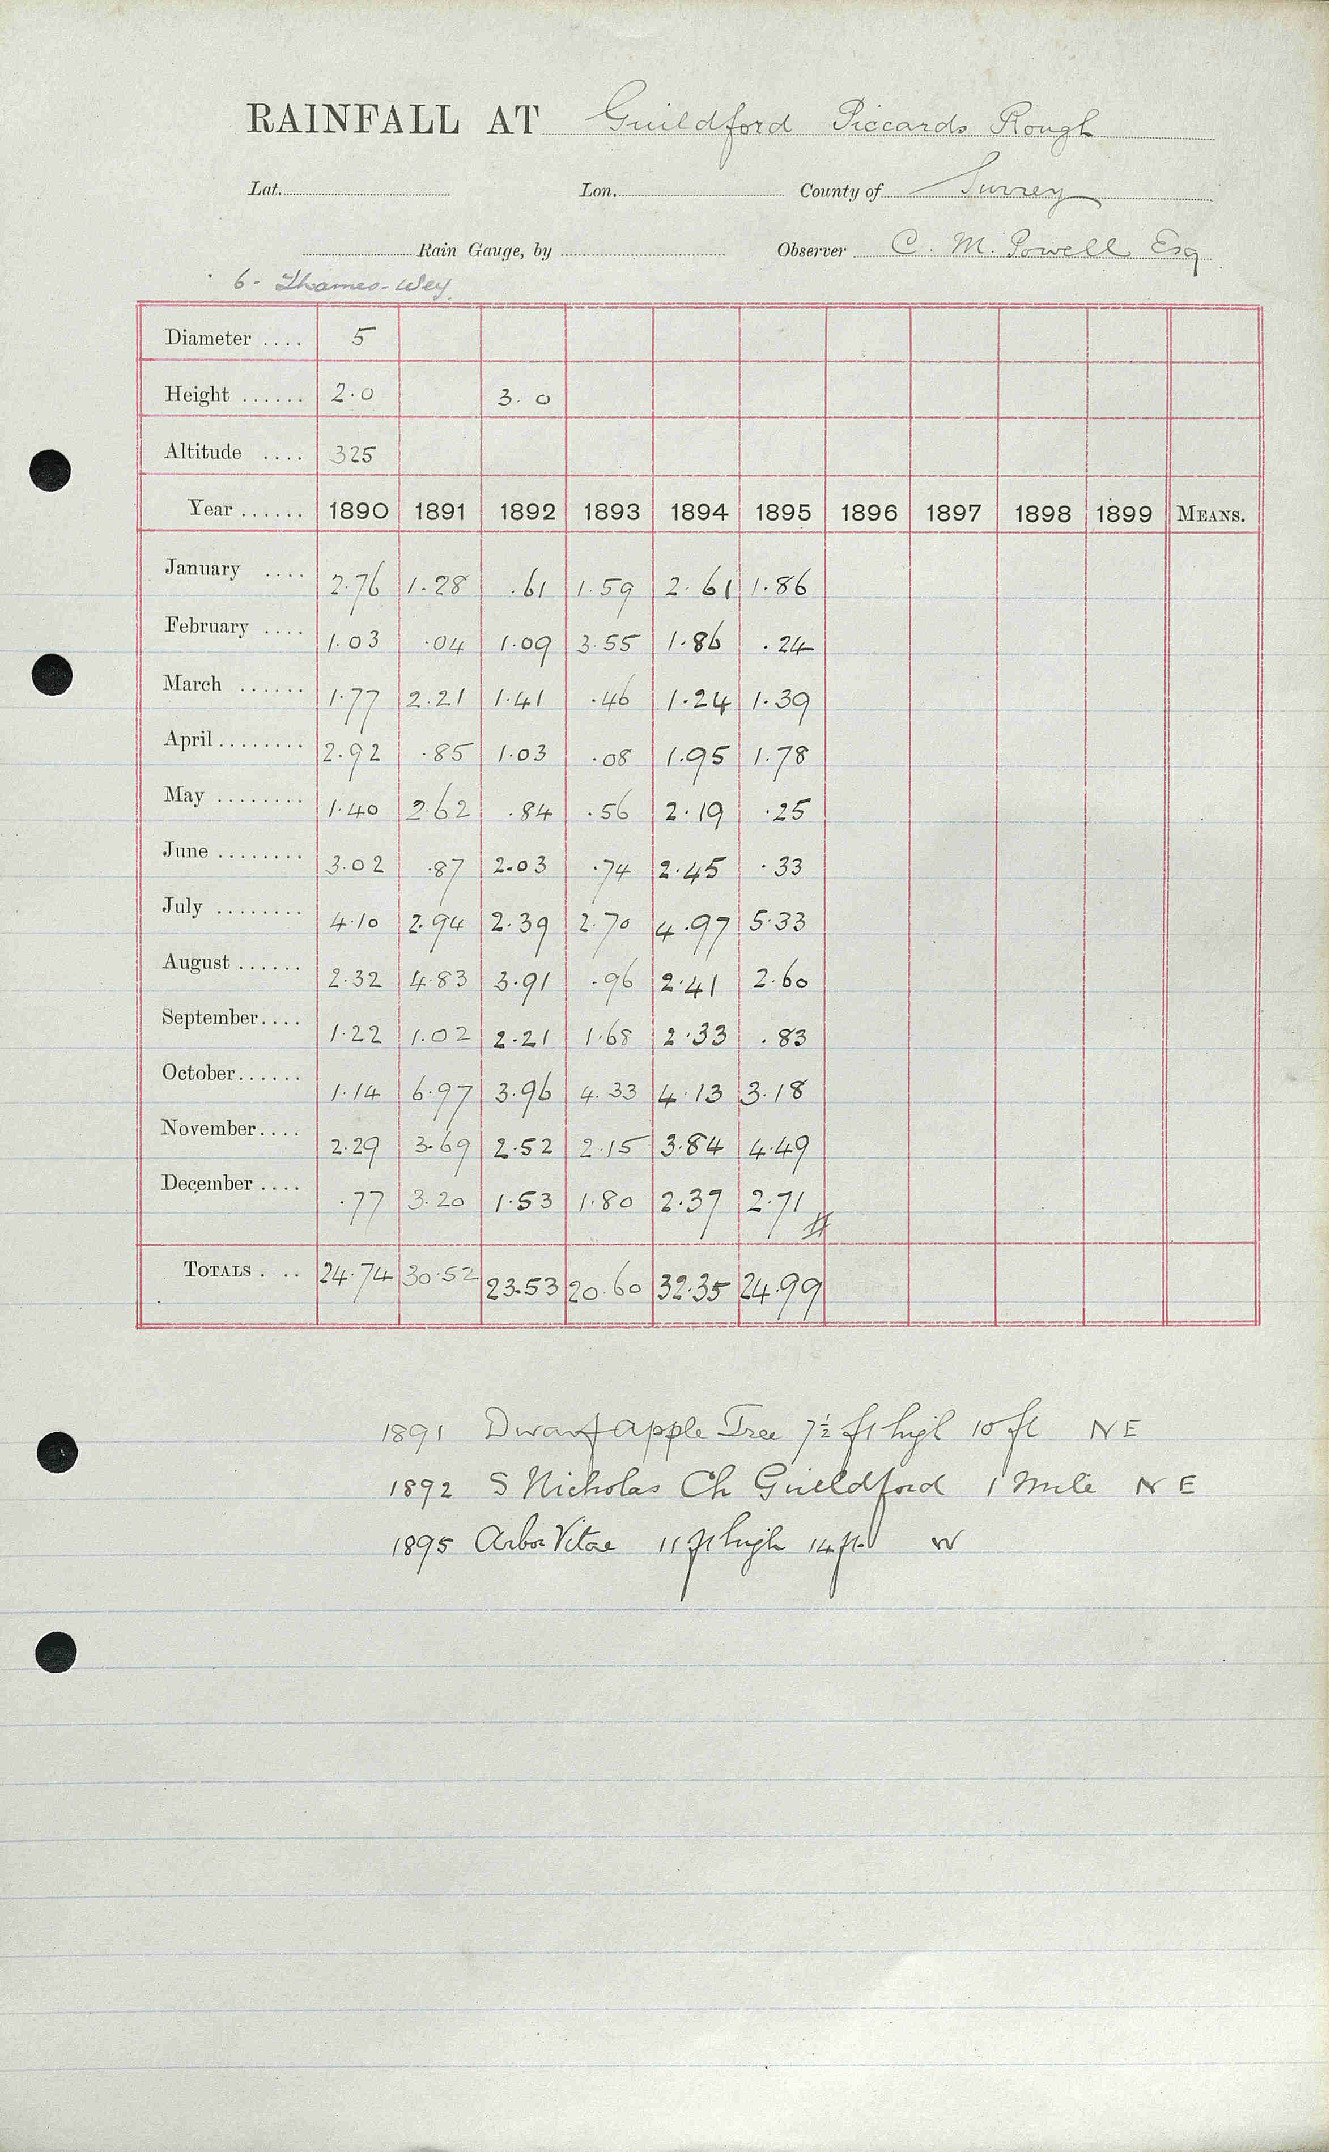 RAINFALL AT Guildford Piccards Rough
Lat. Lon. County of Surrey
Rain Gauge, by Observer C. M. Powell Esq
6 - Thames - Wey
Diameter .... 5
Height ...... 2.0 3.0
Altitude .... 325
Year ...... 1890 1891 1892 1893 1894 1895 1896 1897 1898 1899 MEANS.
January .... 2.76 1.28 .61 1.59 2.61 1.86
February .... 1.03 .04 1.09 3.55 1.86 .24
March ...... 1.77 2.21 1.41 .46 1.24 1.39
April ........ 2.92 .85 1.03 .08 1.95 1.78
May ........ 1.40 2.62 .84 .56 2.19 .25
June ........ 3.02 .87 2.03 .74 2.45 .33
July ........ 4.10 2.94 2.39 2.70 4.97 5.33
August ...... 2.32 4.83 3.91 .96 2.41 2.60
September .... 1.22 1.02 2.21 1.68 2.33 .83
October ...... 1.14 6.97 3.96 4.33 4.13 3.18
November .... 2.29 3.69 2.52 2.15 3.84 4.49
December .... .77 3.20 1.53 1.80 2.37 2.71
TOTALS . .. 24.74 30.52 23.53 20.60 32.35 24.99
1891 Dwarf apple Tree 7½ ft high 10 ft NE
1892 S Nicholas Ch Guildford 1 Mile NE
1895 Arbor Vitae 11 ft high 14 ft W